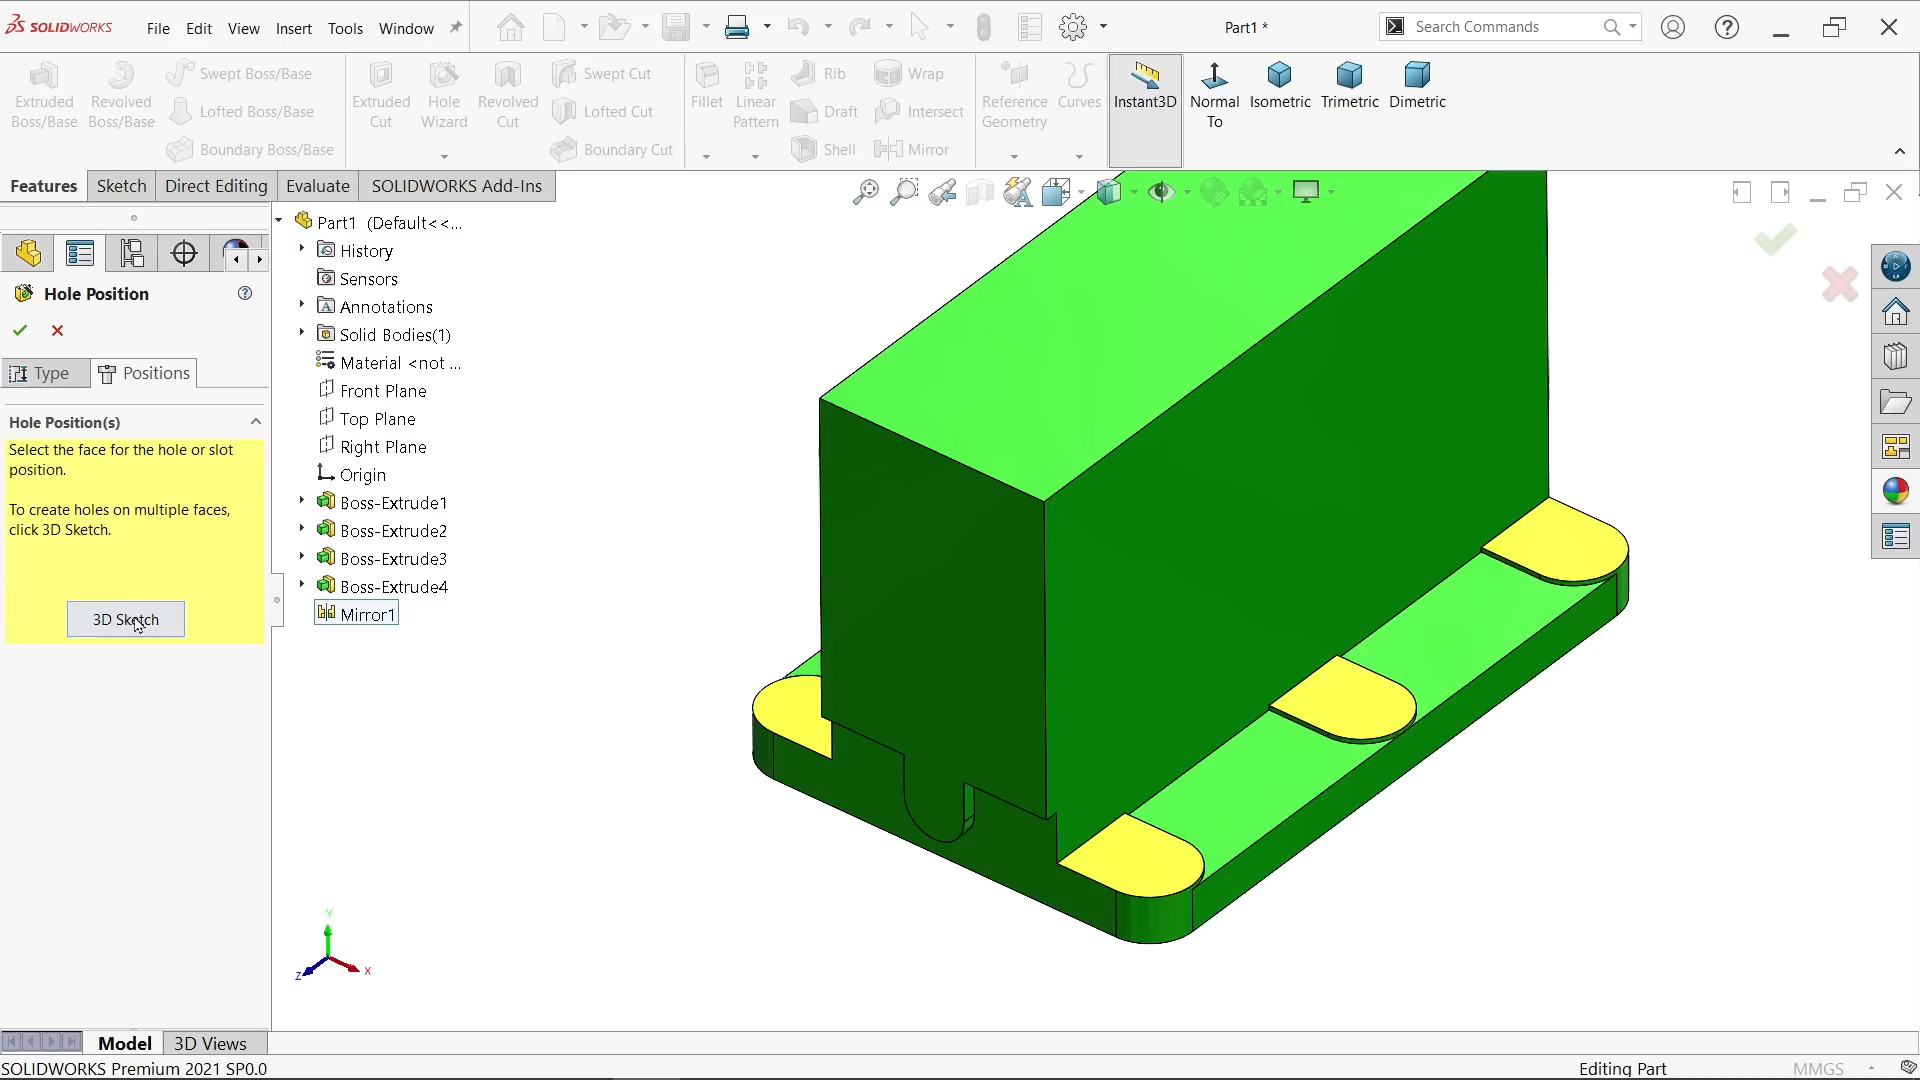 SOLIDWORKS File Edit View Insert Tools Window Part1 * Search Commands
Extruded Boss/Base
Revolved Boss/Base
Swept Boss/Base
Lofted Boss/Base
Boundary Boss/Base
Extruded Cut
Hole Wizard
Revolved Cut
Swept Cut
Lofted Cut
Boundary Cut
Fillet
Linear Pattern
Rib
Draft
Shell
Wrap
Intersect
Mirror
Reference Geometry
Curves
Instant3D
Normal To
Isometric
Trimetric
Dimetric
Features Sketch Direct Editing Evaluate SOLIDWORKS Add-Ins
Hole Position
Type Positions
Hole Position(s)
Select the face for the hole or slot
position.
To create holes on multiple faces,
click 3D Sketch.
3D Sketch
Part1 (Default<<...
History
Sensors
Annotations
Solid Bodies(1)
Material <not ...
Front Plane
Top Plane
Right Plane
Origin
Boss-Extrude1
Boss-Extrude2
Boss-Extrude3
Boss-Extrude4
Mirror1
Y
Z
X
Model 3D Views
SOLIDWORKS Premium 2021 SP0.0 Editing Part MMGS